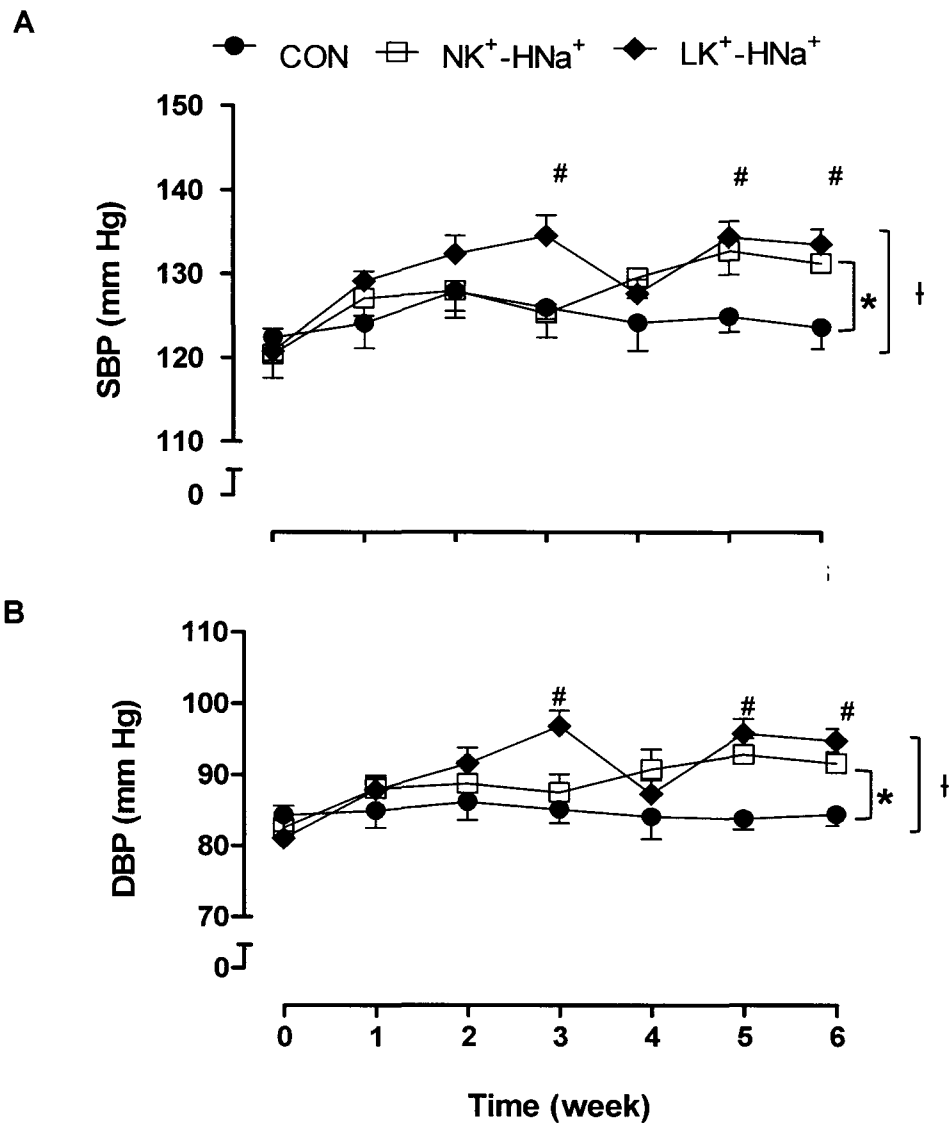 A
CON NK⁺-HNa⁺ LK⁺-HNa⁺
150
140
130
120
110
0
SBP (mm Hg)
# # #
* ƚ
B
110
100
90
80
70
0
DBP (mm Hg)
# # #
* ƚ
0 1 2 3 4 5 6
Time (week)